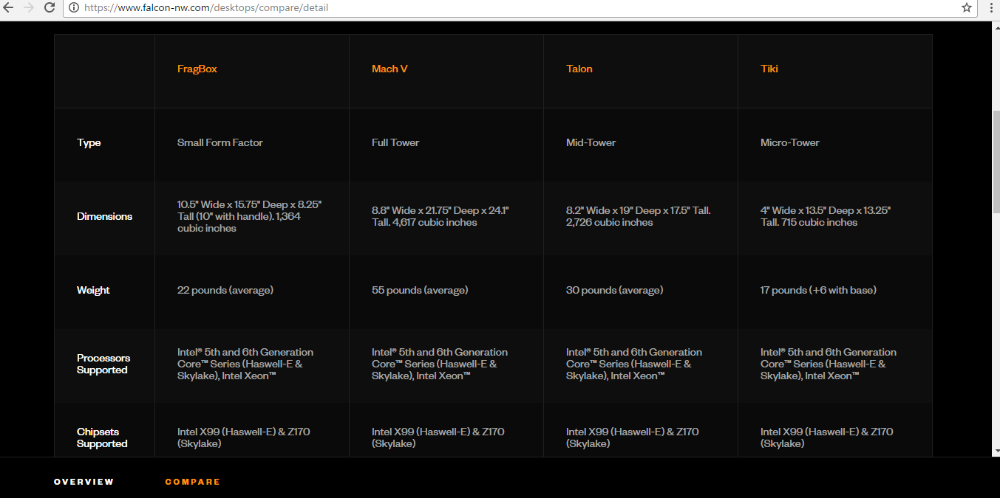 https://www.falcon-nw.com/desktops/compare/detail
FragBox
Mach V
Talon
Tiki
Type
Small Form Factor
Full Tower
Mid-Tower
Micro-Tower
Dimensions
10.5" Wide x 15.75" Deep x 8.25"
Tall (10" with handle). 1,364
cubic inches
8.8" Wide x 21.75" Deep x 24.1"
Tall. 4,617 cubic inches
8.2" Wide x 19" Deep x 17.5" Tall.
2,726 cubic inches
4" Wide x 13.5" Deep x 13.25"
Tall. 715 cubic inches
Weight
22 pounds (average)
55 pounds (average)
30 pounds (average)
17 pounds (+6 with base)
Processors
Supported
Intel® 5th and 6th Generation
Core™ Series (Haswell-E &
Skylake), Intel Xeon™
Intel® 5th and 6th Generation
Core™ Series (Haswell-E &
Skylake), Intel Xeon™
Intel® 5th and 6th Generation
Core™ Series (Haswell-E &
Skylake), Intel Xeon™
Intel® 5th and 6th Generation
Core™ Series (Haswell-E &
Skylake), Intel Xeon™
Chipsets
Supported
Intel X99 (Haswell-E) & Z170
(Skylake)
Intel X99 (Haswell-E) & Z170
(Skylake)
Intel X99 (Haswell-E) & Z170
(Skylake)
Intel X99 (Haswell-E) & Z170
(Skylake)
OVERVIEW
COMPARE